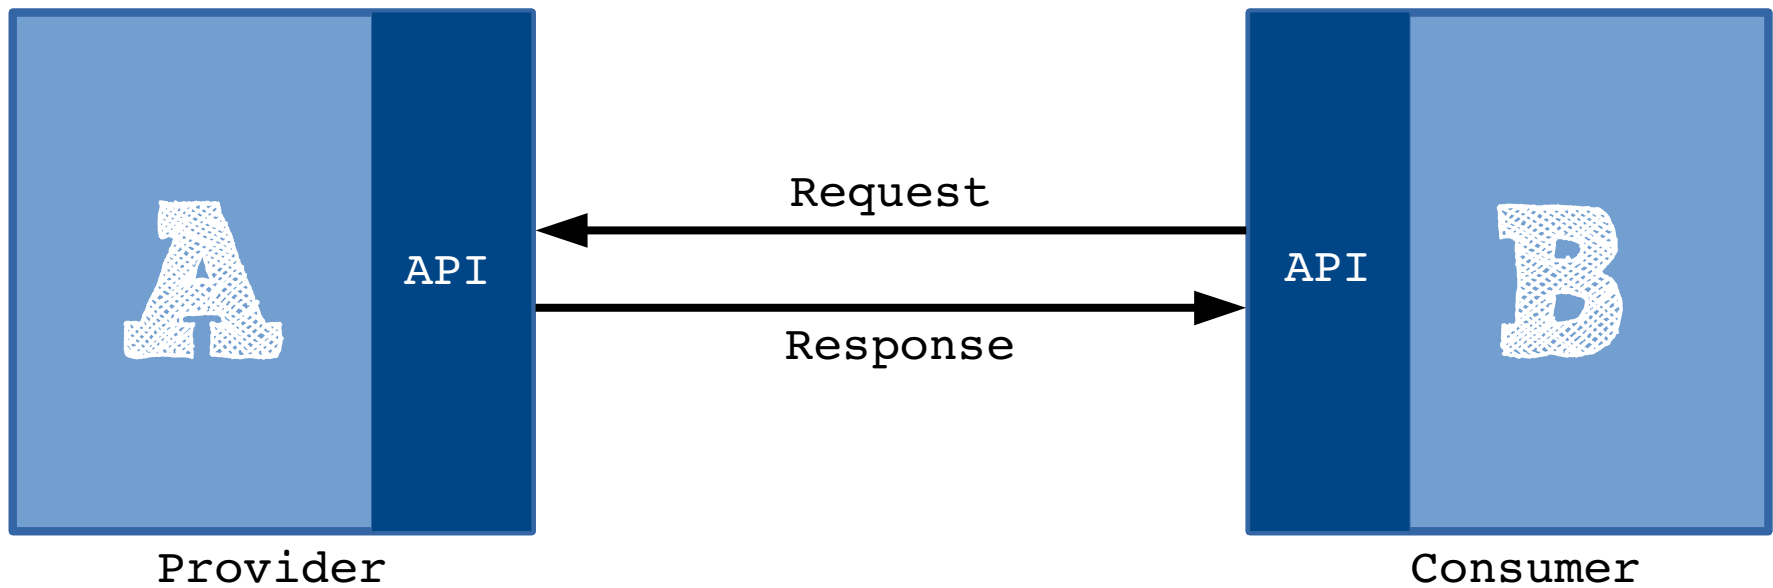 A
API
Request
Response
API
B
Provider
Consumer